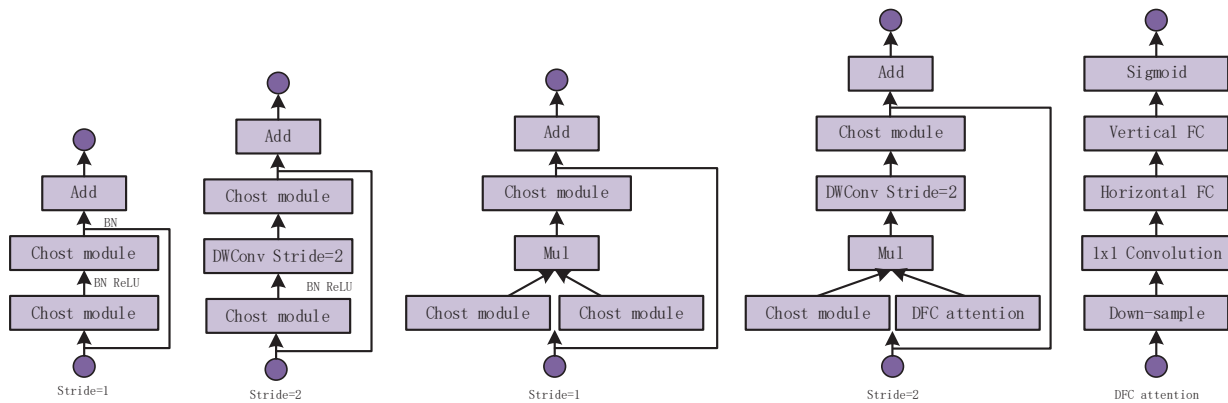 Add
BN
Chost module
BN ReLU
Chost module
Stride=1
Add
Chost module
DWConv Stride=2
BN ReLU
Chost module
Stride=2
Add
Chost module
Mul
Chost module
Chost module
Stride=1
Add
Chost module
DWConv Stride=2
Mul
Chost module
DFC attention
Stride=2
Sigmoid
Vertical FC
Horizontal FC
1x1 Convolution
Down-sample
DFC attention